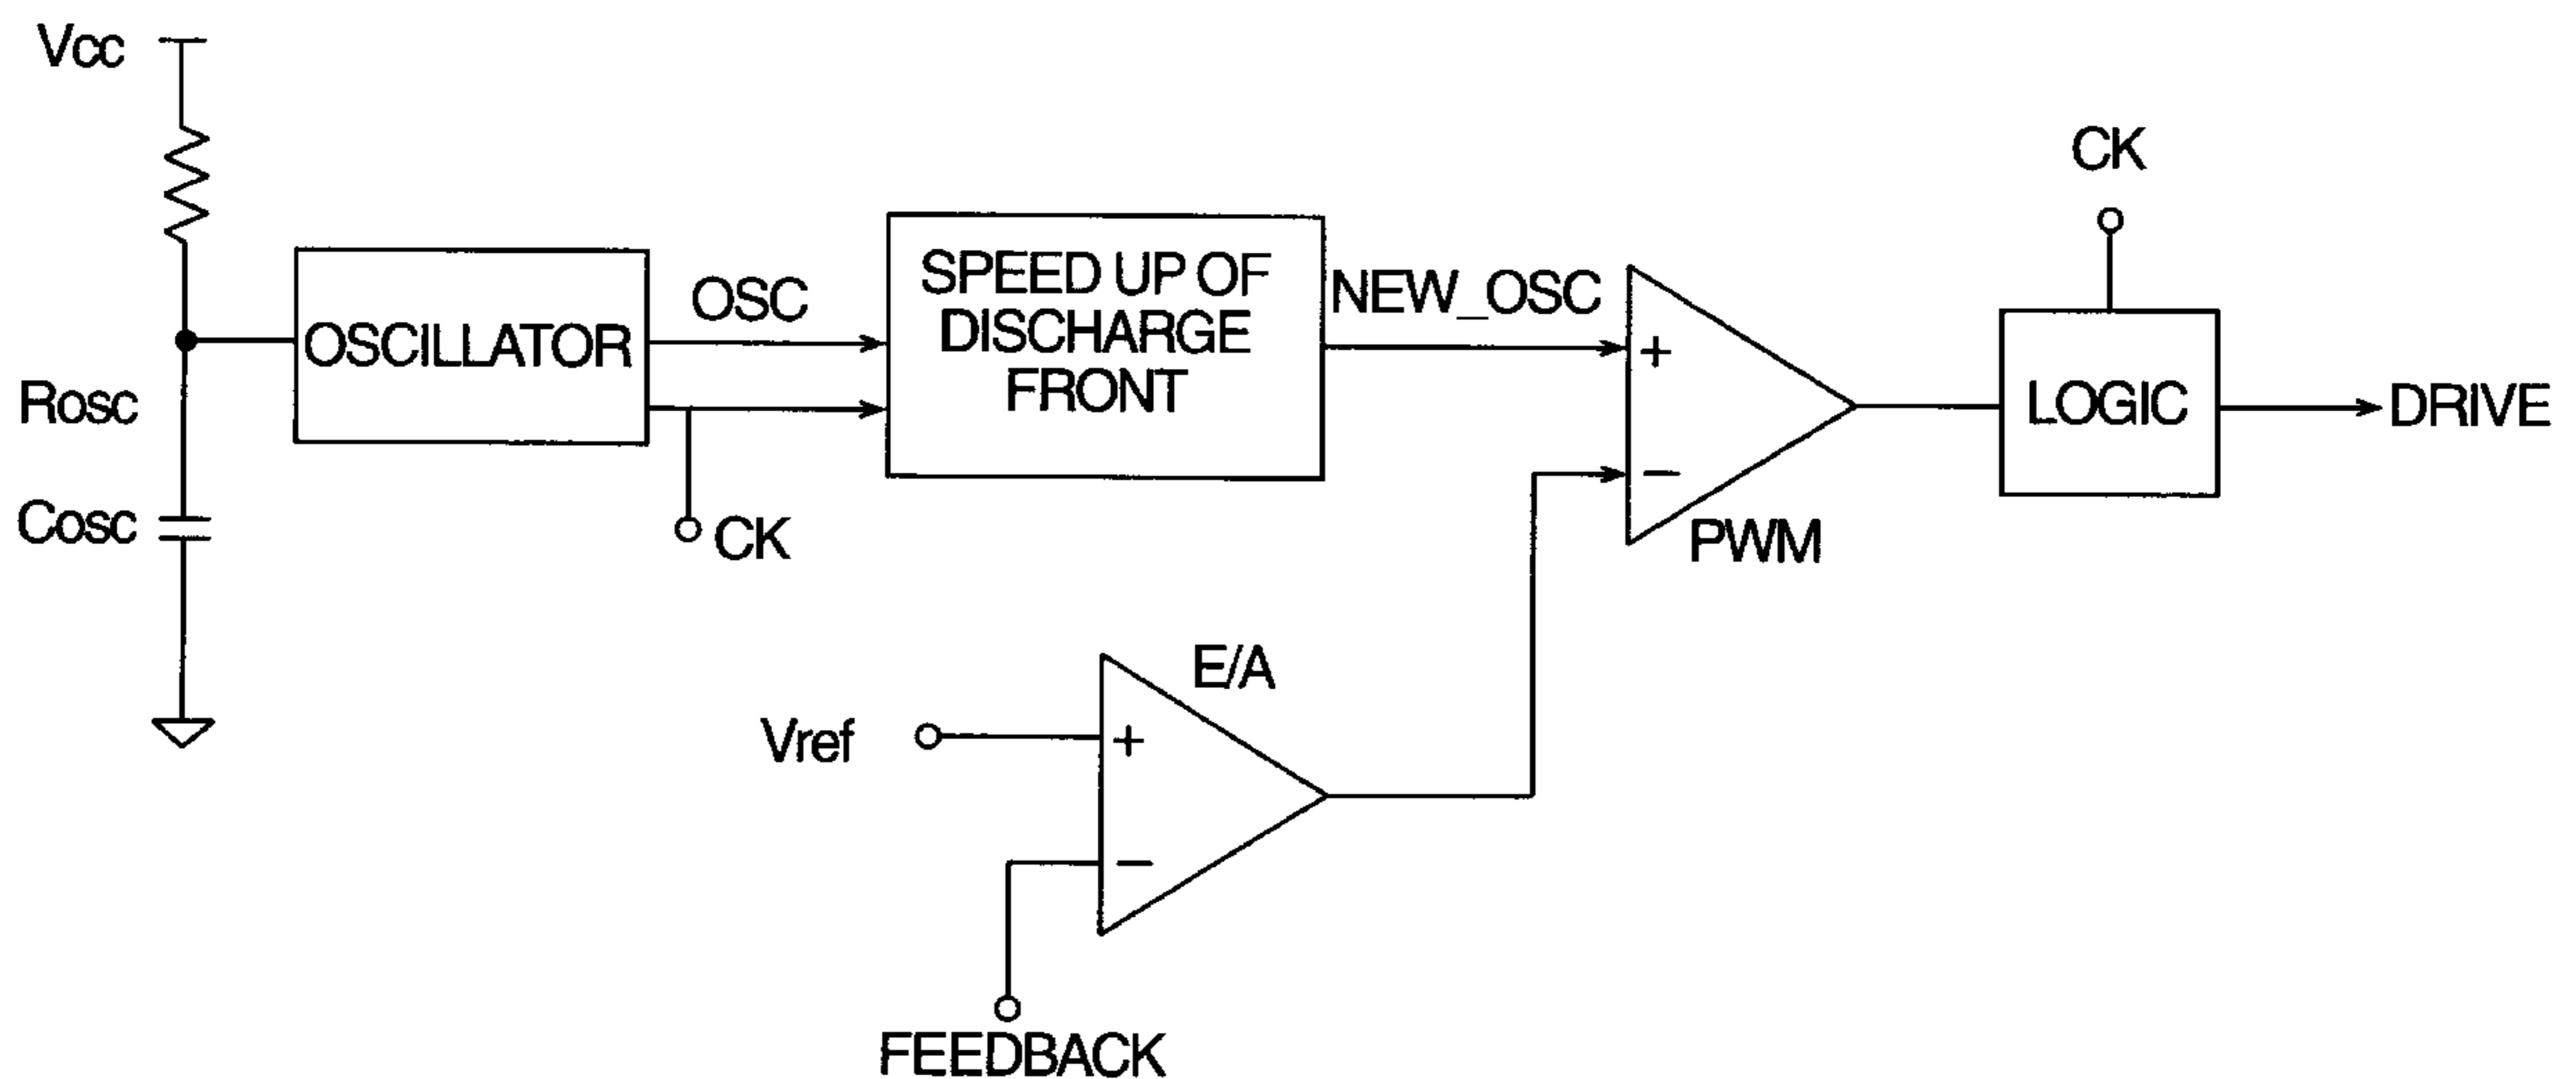 Vcc
CK
OSC
SPEED UP OF
DISCHARGE
FRONT
NEW_OSC
OSCILLATOR
+
Rosc
LOGIC
DRIVE
−
Cosc
CK
PWM
E/A
Vref
+
−
FEEDBACK